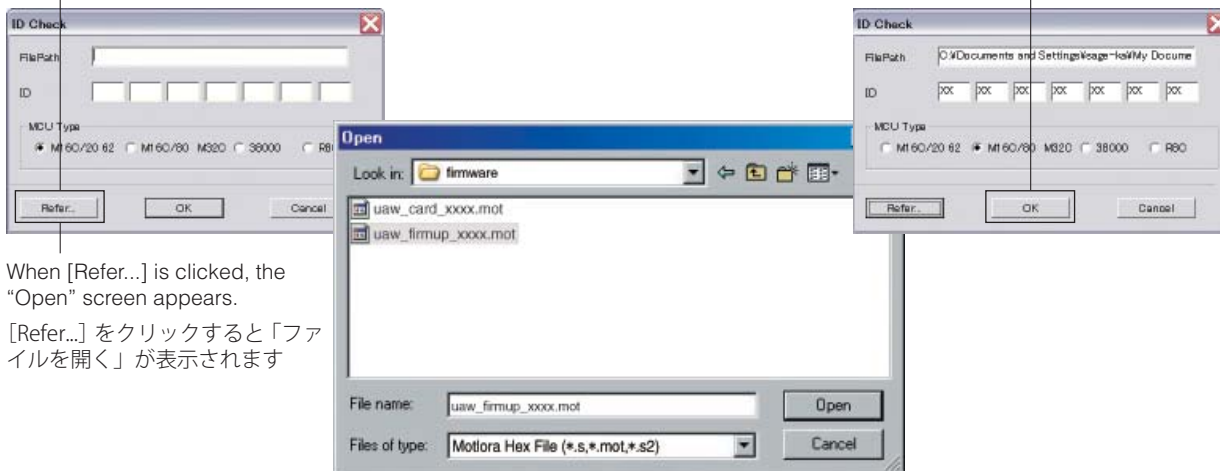 ID Check
FilePath
ID
MCU Type
M16C/20 62 M16C/80 M32C 38000 R8C
Refer... OK Cancel
When [Refer...] is clicked, the
“Open” screen appears.
［Refer...］をクリックすると「ファ
イルを開く」が表示されます
Open
Look in: firmware
uaw_card_xxxx.mot
uaw_firmup_xxxx.mot
File name: uaw_firmup_xxxx.mot Open
Files of type: Motlora Hex File (*.s,*.mot,*.s2) Cancel
ID Check
FilePath C:¥Documents and Settings¥sage-ka¥My Docume
ID xx xx xx xx xx xx xx
MCU Type
M16C/20 62 M16C/80 M32C 38000 R8C
Refer... OK Cancel